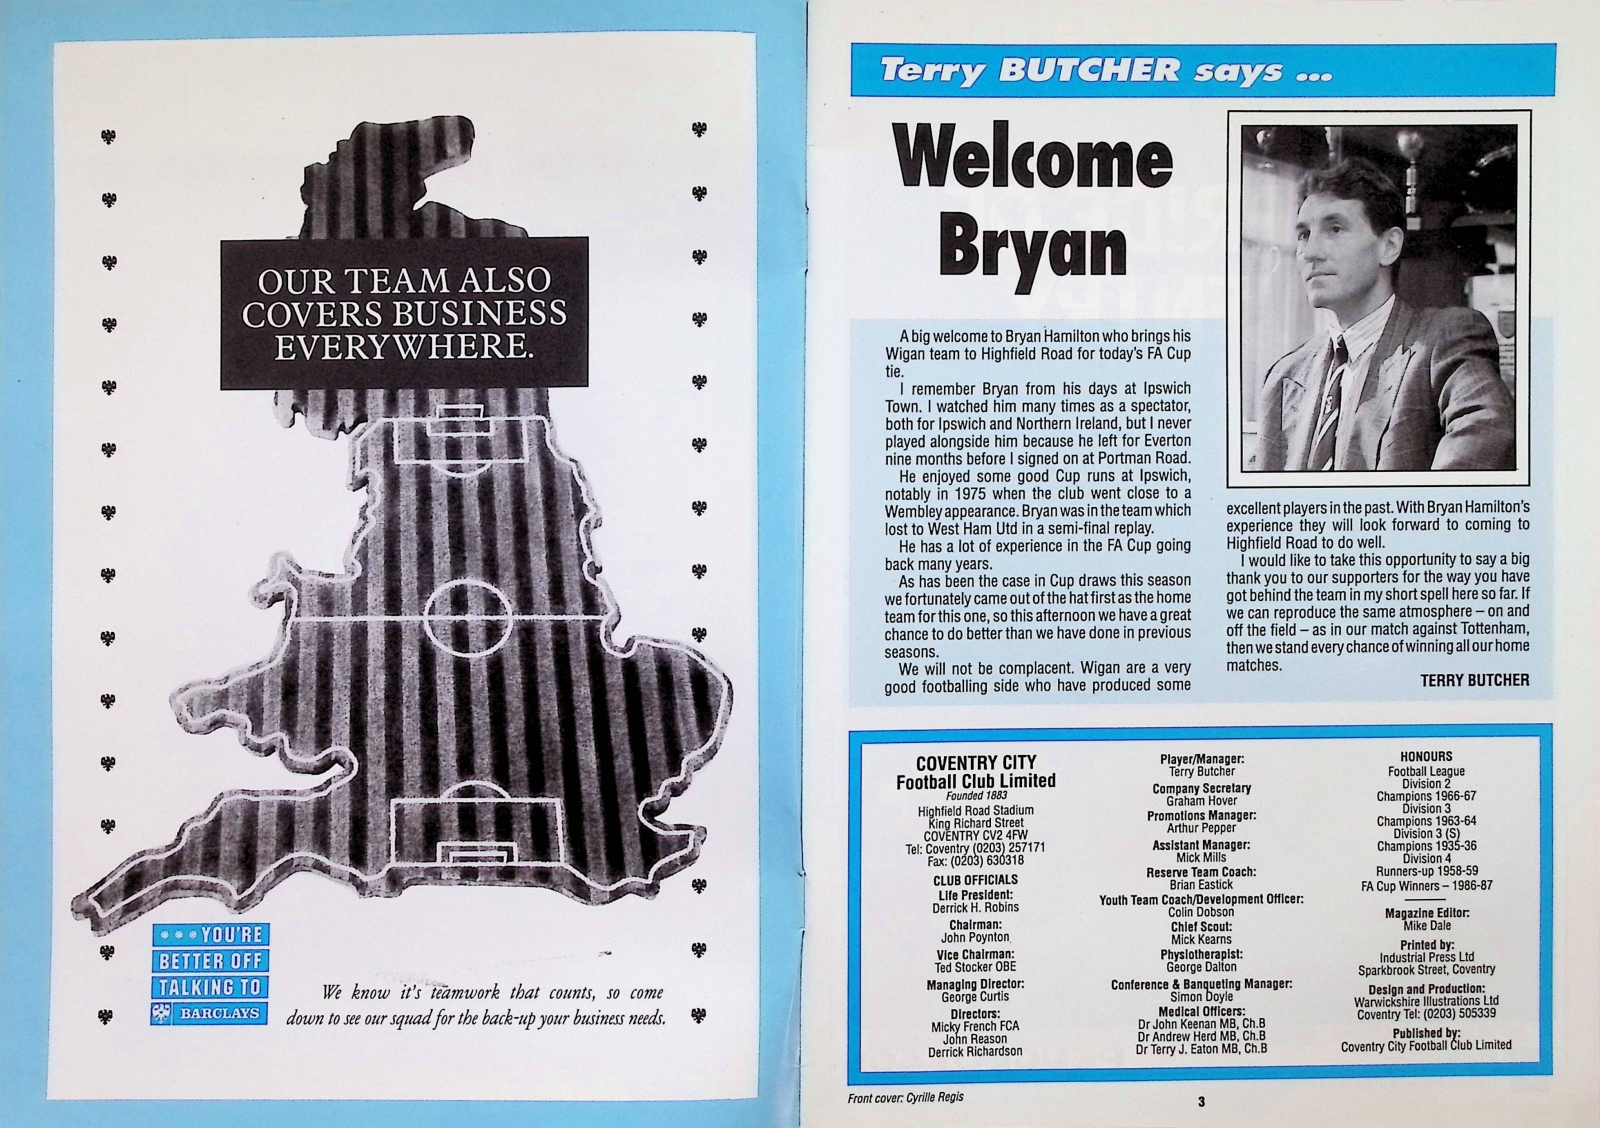 OUR TEAM ALSO
COVERS BUSINESS
EVERYWHERE.
• • • YOU'RE
BETTER OFF
TALKING TO
BARCLAYS
We know it's teamwork that counts, so come
down to see our squad for the back-up your business needs.
Terry BUTCHER says ...
Welcome
Bryan
A big welcome to Bryan Hamilton who brings his
Wigan team to Highfield Road for today's FA Cup
tie.
I remember Bryan from his days at Ipswich
Town. I watched him many times as a spectator,
both for Ipswich and Northern Ireland, but I never
played alongside him because he left for Everton
nine months before I signed on at Portman Road.
He enjoyed some good Cup runs at Ipswich,
notably in 1975 when the club went close to a
Wembley appearance. Bryan was in the team which
lost to West Ham Utd in a semi-final replay.
He has a lot of experience in the FA Cup going
back many years.
As has been the case in Cup draws this season
we fortunately came out of the hat first as the home
team for this one, so this afternoon we have a great
chance to do better than we have done in previous
seasons.
We will not be complacent. Wigan are a very
good footballing side who have produced some
excellent players in the past. With Bryan Hamilton's
experience they will look forward to coming to
Highfield Road to do well.
I would like to take this opportunity to say a big
thank you to our supporters for the way you have
got behind the team in my short spell here so far. If
we can reproduce the same atmosphere – on and
off the field – as in our match against Tottenham,
then we stand every chance of winning all our home
matches.
TERRY BUTCHER
COVENTRY CITY
Football Club Limited
Founded 1883
Highfield Road Stadium
King Richard Street
COVENTRY CV2 4FW
Tel: Coventry (0203) 257171
Fax: (0203) 630318
CLUB OFFICIALS
Life President:
Derrick H. Robins
Chairman:
John Poynton
Vice Chairman:
Ted Stocker OBE
Managing Director:
George Curtis
Directors:
Micky French FCA
John Reason
Derrick Richardson
Player/Manager:
Terry Butcher
Company Secretary
Graham Hover
Promotions Manager:
Arthur Pepper
Assistant Manager:
Mick Mills
Reserve Team Coach:
Brian Eastick
Youth Team Coach/Development Officer:
Colin Dobson
Chief Scout:
Mick Kearns
Physiotherapist:
George Dalton
Conference & Banqueting Manager:
Simon Doyle
Medical Officers:
Dr John Keenan MB, Ch.B
Dr Andrew Herd MB, Ch.B
Dr Terry J. Eaton MB, Ch.B
HONOURS
Football League
Division 2
Champions 1966-67
Division 3
Champions 1963-64
Division 3 (S)
Champions 1935-36
Division 4
Runners-up 1958-59
FA Cup Winners – 1986-87
Magazine Editor:
Mike Dale
Printed by:
Industrial Press Ltd
Sparkbrook Street, Coventry
Design and Production:
Warwickshire Illustrations Ltd
Coventry Tel: (0203) 505339
Published by:
Coventry City Football Club Limited
Front cover: Cyrille Regis
3